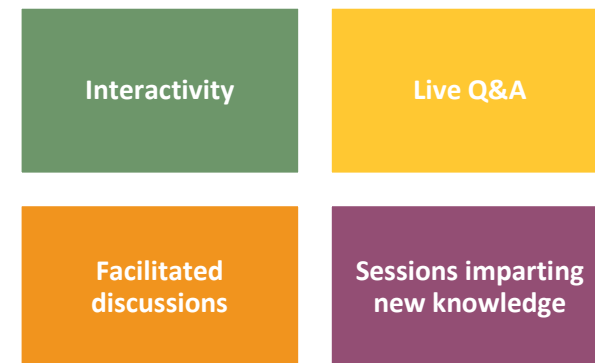 Interactivity
Live Q&A
Facilitated
discussions
Sessions imparting
new knowledge